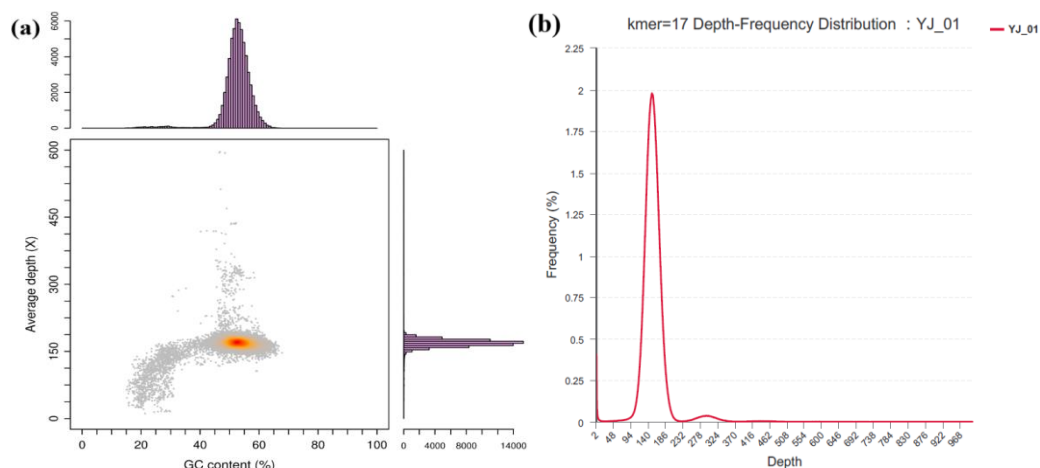 (a)
6000
4000
2000
0
600
450
300
150
0
Average depth (X)
0 20 40 60 80 100
GC content (%)
0 4000 8000 14000
(b)
kmer=17 Depth-Frequency Distribution : YJ_01
YJ_01
2.25
2
1.75
1.5
1.25
1
0.75
0.5
0.25
0
Frequency (%)
2 48 94 140 186 232 278 324 370 416 462 508 554 600 646 692 738 784 830 876 922 968
Depth